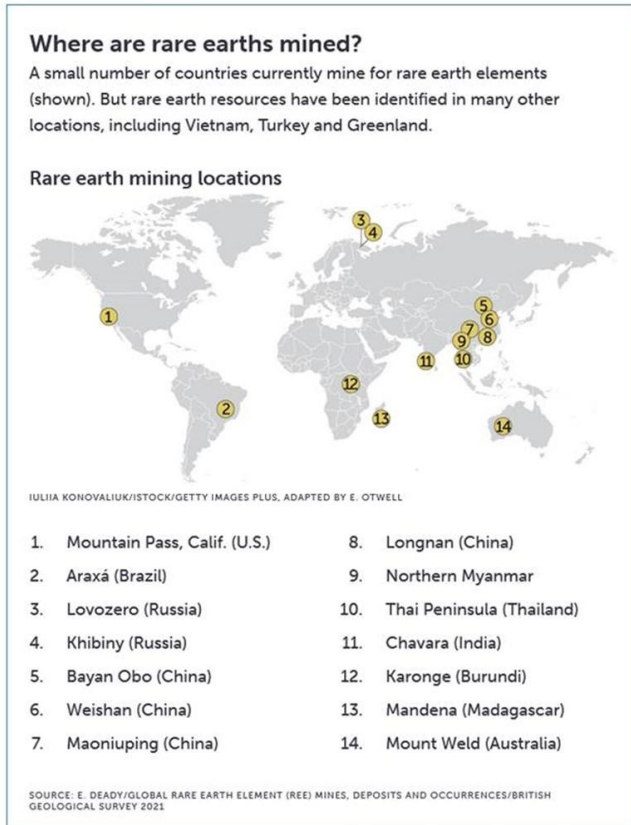 Where are rare earths mined?
A small number of countries currently mine for rare earth elements
(shown). But rare earth resources have been identified in many other
locations, including Vietnam, Turkey and Greenland.
Rare earth mining locations
3
4
1
5
6
7
8
9
10
11
12
2
13
14
IULIIA KONOVALIUK/ISTOCK/GETTY IMAGES PLUS, ADAPTED BY E. OTWELL
1. Mountain Pass, Calif. (U.S.)
2. Araxá (Brazil)
3. Lovozero (Russia)
4. Khibiny (Russia)
5. Bayan Obo (China)
6. Weishan (China)
7. Maoniuping (China)
8. Longnan (China)
9. Northern Myanmar
10. Thai Peninsula (Thailand)
11. Chavara (India)
12. Karonge (Burundi)
13. Mandena (Madagascar)
14. Mount Weld (Australia)
SOURCE: E. DEADY/GLOBAL RARE EARTH ELEMENT (REE) MINES, DEPOSITS AND OCCURRENCES/BRITISH
GEOLOGICAL SURVEY 2021